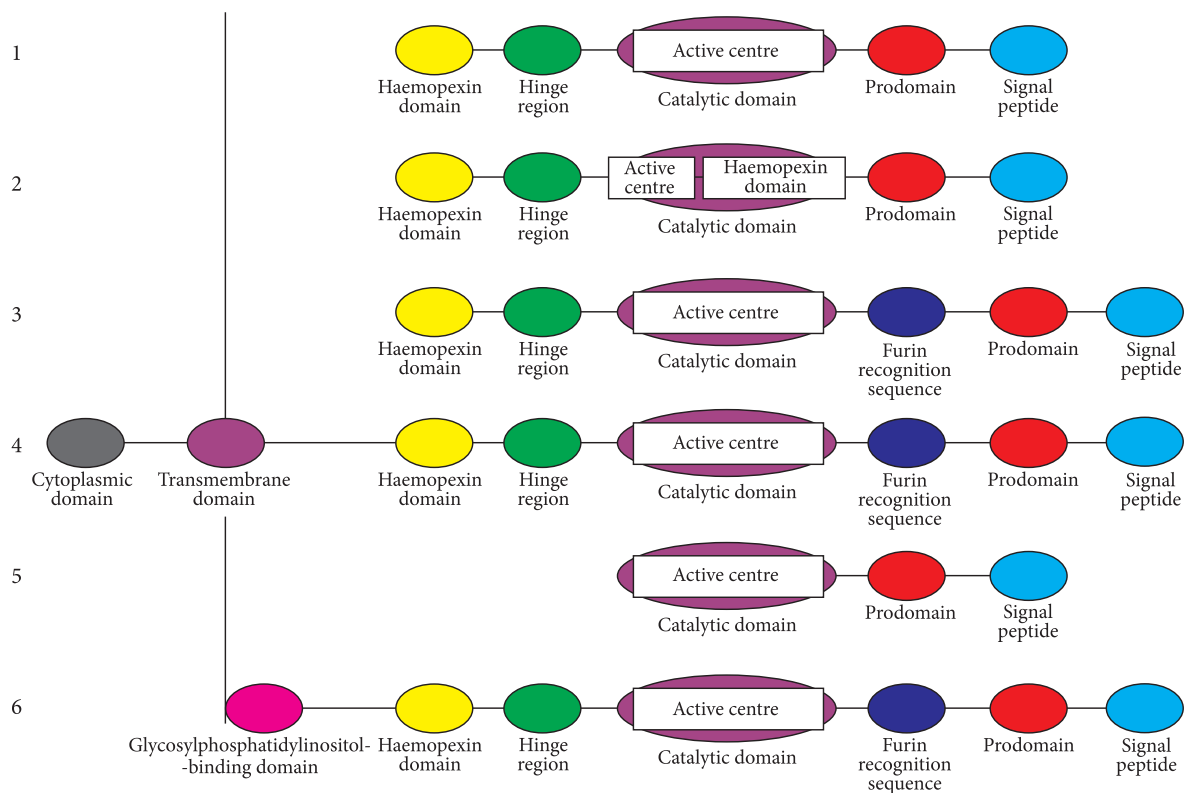 1
Active centre
Haemopexin
domain
Hinge
region
Catalytic domain
Prodomain
Signal
peptide
2
Active
centre
Haemopexin
domain
Haemopexin
domain
Hinge
region
Catalytic domain
Prodomain
Signal
peptide
3
Active centre
Haemopexin
domain
Hinge
region
Catalytic domain
Furin
recognition
sequence
Prodomain
Signal
peptide
4
Active centre
Cytoplasmic
domain
Transmembrane
domain
Haemopexin
domain
Hinge
region
Catalytic domain
Furin
recognition
sequence
Prodomain
Signal
peptide
5
Active centre
Catalytic domain
Prodomain
Signal
peptide
6
Active centre
Glycosylphosphatidylinositol-
-binding domain
Haemopexin
domain
Hinge
region
Catalytic domain
Furin
recognition
sequence
Prodomain
Signal
peptide